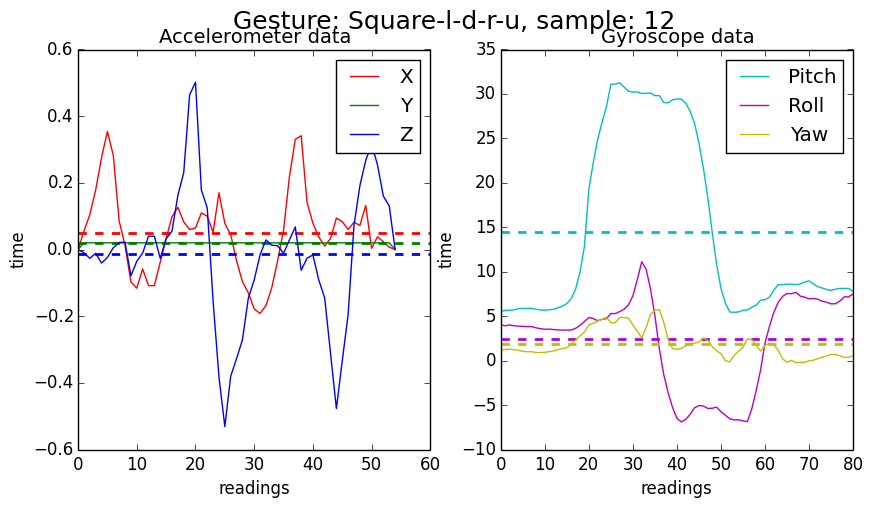 Gesture: Square-l-d-r-u, sample: 12
Accelerometer data
Gyroscope data
0.6
0.4
0.2
0.0
−0.2
−0.4
−0.6
time
X
Y
Z
0 10 20 30 40 50 60
readings
35
30
25
20
15
10
5
0
−5
−10
time
Pitch
Roll
Yaw
0 10 20 30 40 50 60 70 80
readings